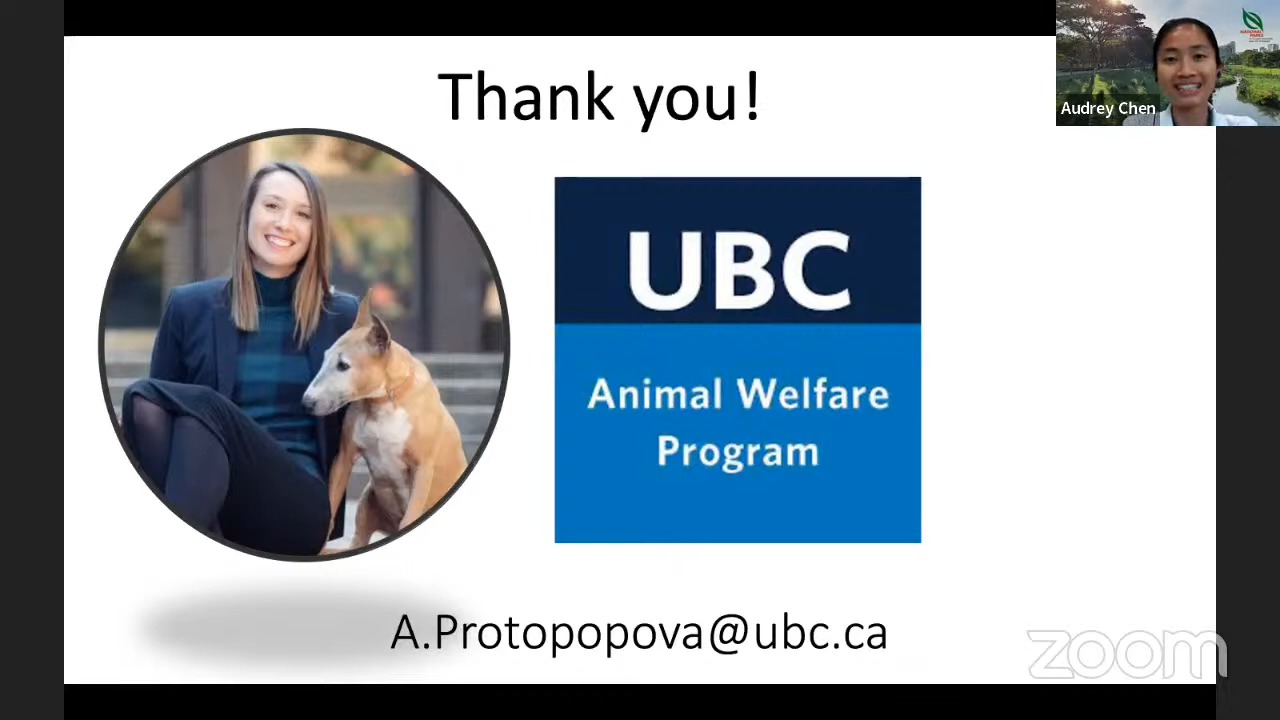 Thank you!
Audrey Chen
UBC
Animal Welfare
Program
A.Protopopova@ubc.ca
zoom